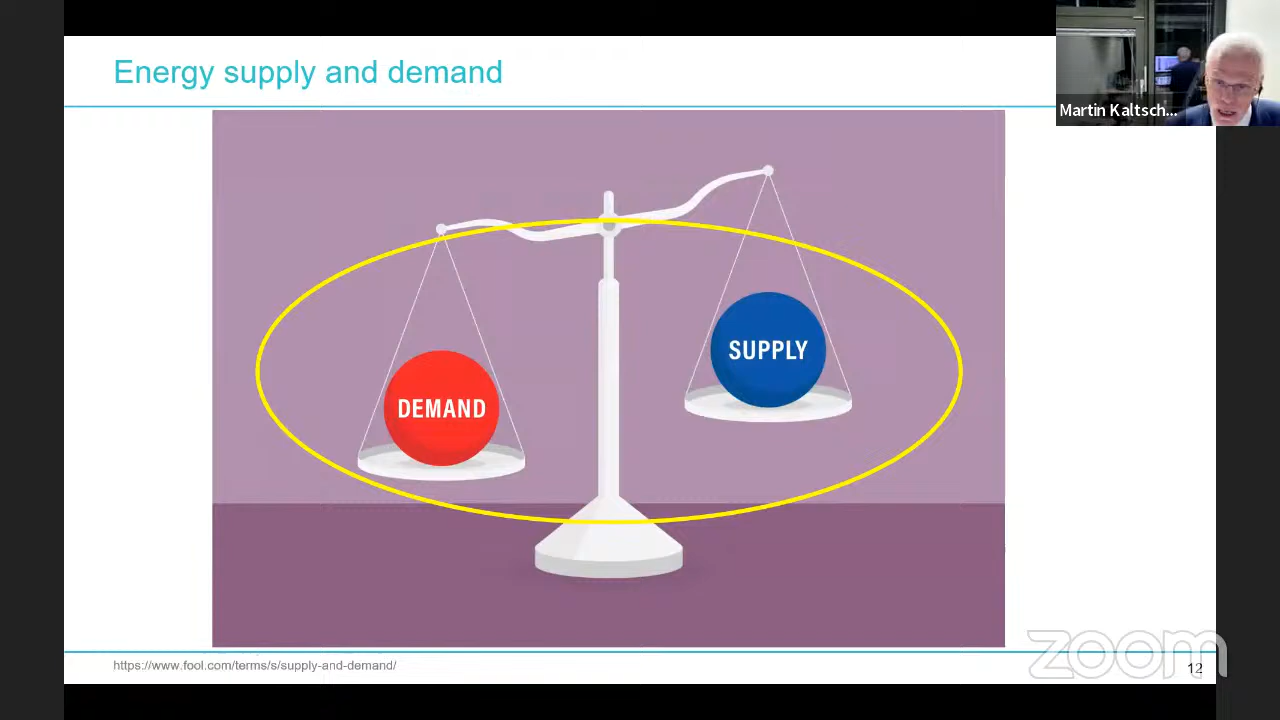 Energy supply and demand
Martin Kaltsch...
SUPPLY
DEMAND
https://www.fool.com/terms/s/supply-and-demand/
zoom
12